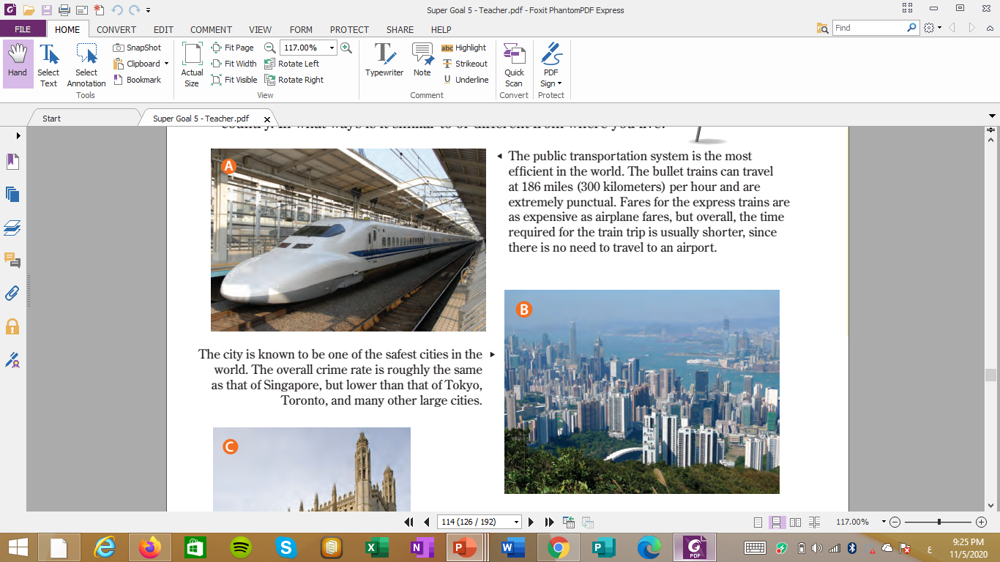 Super Goal 5 - Teacher.pdf - Foxit PhantomPDF Express
FILE
HOME
CONVERT
EDIT
COMMENT
VIEW
FORM
PROTECT
SHARE
HELP
Find
Hand
Select
Text
Select
Annotation
SnapShot
Clipboard
Bookmark
Tools
Actual
Size
Fit Page
Fit Width
Fit Visible
117.00%
Rotate Left
Rotate Right
View
Typewriter
Note
abc Highlight
T Strikeout
U Underline
Comment
Quick
Scan
Convert
PDF
Sign
Protect
Start
Super Goal 5 - Teacher.pdf
country. In what ways is it similar to or different from where you live.
A
The public transportation system is the most
efficient in the world. The bullet trains can travel
at 186 miles (300 kilometers) per hour and are
extremely punctual. Fares for the express trains are
as expensive as airplane fares, but overall, the time
required for the train trip is usually shorter, since
there is no need to travel to an airport.
B
The city is known to be one of the safest cities in the
world. The overall crime rate is roughly the same
as that of Singapore, but lower than that of Tokyo,
Toronto, and many other large cities.
C
114 (126 / 192)
117.00%
PDF
ع
9:25 PM
11/5/2020